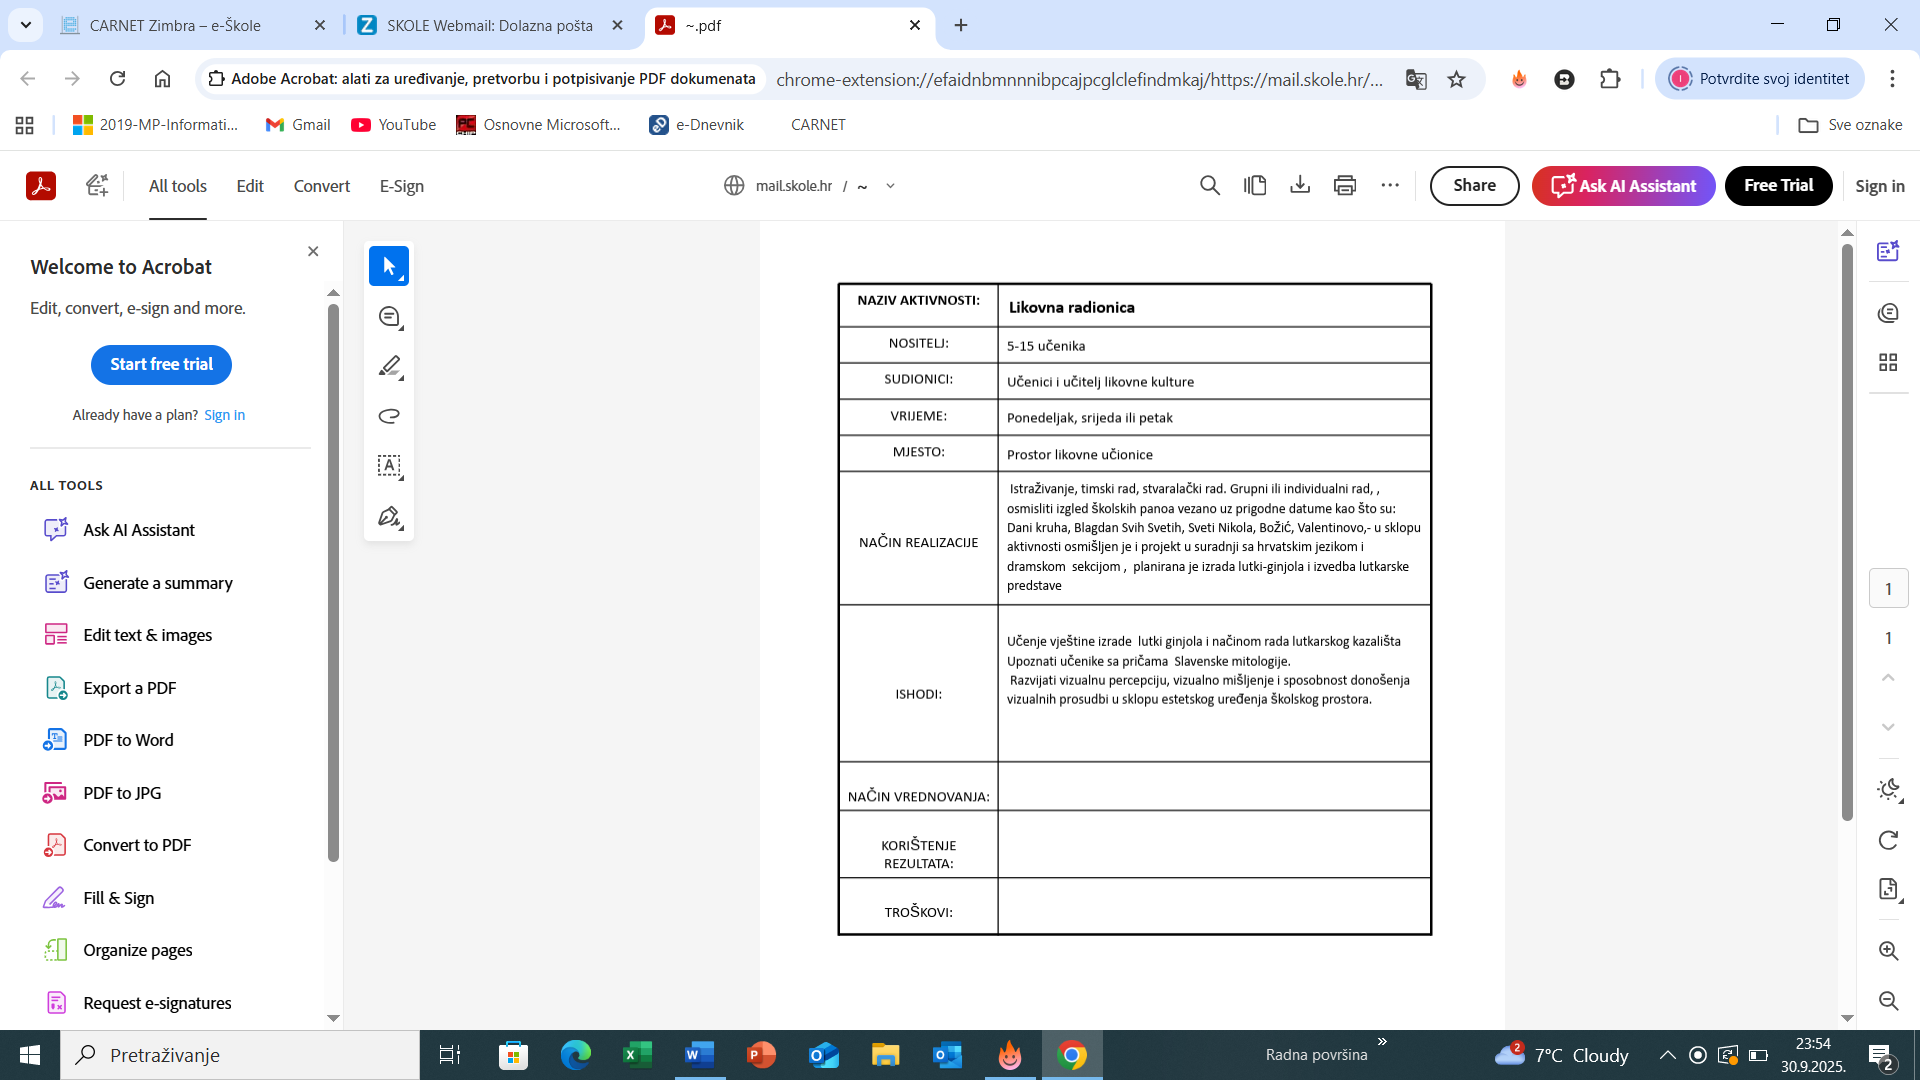 CARNET Zimbra – e-Škole
SKOLE Webmail: Dolazna pošta
~.pdf
Adobe Acrobat: alati za uređivanje, pretvorbu i potpisivanje PDF dokumenata
chrome-extension://efaidnbmnnnibpcajpcglclefindmkaj/https://mail.skole.hr/...
Potvrdite svoj identitet
2019-MP-Informati...
Gmail
YouTube
Osnovne Microsoft...
e-Dnevnik
CARNET
Sve oznake
All tools
Edit
Convert
E-Sign
mail.skole.hr / ~
Share
Ask AI Assistant
Free Trial
Sign in
Welcome to Acrobat
Edit, convert, e-sign and more.
Start free trial
Already have a plan? Sign in
ALL TOOLS
Ask AI Assistant
Generate a summary
Edit text & images
Export a PDF
PDF to Word
PDF to JPG
Convert to PDF
Fill & Sign
Organize pages
Request e-signatures
NAZIV AKTIVNOSTI:
Likovna radionica
NOSITELJ:
5-15 učenika
SUDIONICI:
Učenici i učitelj likovne kulture
VRIJEME:
Ponedeljak, srijeda ili petak
MJESTO:
Prostor likovne učionice
NAČIN REALIZACIJE
Istraživanje, timski rad, stvaralački rad. Grupni ili individualni rad, ,
osmisliti izgled školskih panoa vezano uz prigodne datume kao što su:
Dani kruha, Blagdan Svih Svetih, Sveti Nikola, Božić, Valentinovo,- u sklopu
aktivnosti osmišljen je i projekt u suradnji sa hrvatskim jezikom i
dramskom sekcijom , planirana je izrada lutki-ginjola i izvedba lutkarske
predstave
ISHODI:
Učenje vještine izrade lutki ginjola i načinom rada lutkarskog kazališta
Upoznati učenike sa pričama Slavenske mitologije.
Razvijati vizualnu percepciju, vizualno mišljenje i sposobnost donošenja
vizualnih prosudbi u sklopu estetskog uređenja školskog prostora.
NAČIN VREDNOVANJA:
KORIŠTENJE
REZULTATA:
TROŠKOVI:
1
1
Pretraživanje
Radna površina
»
2
7°C Cloudy
23:54
30.9.2025.
2